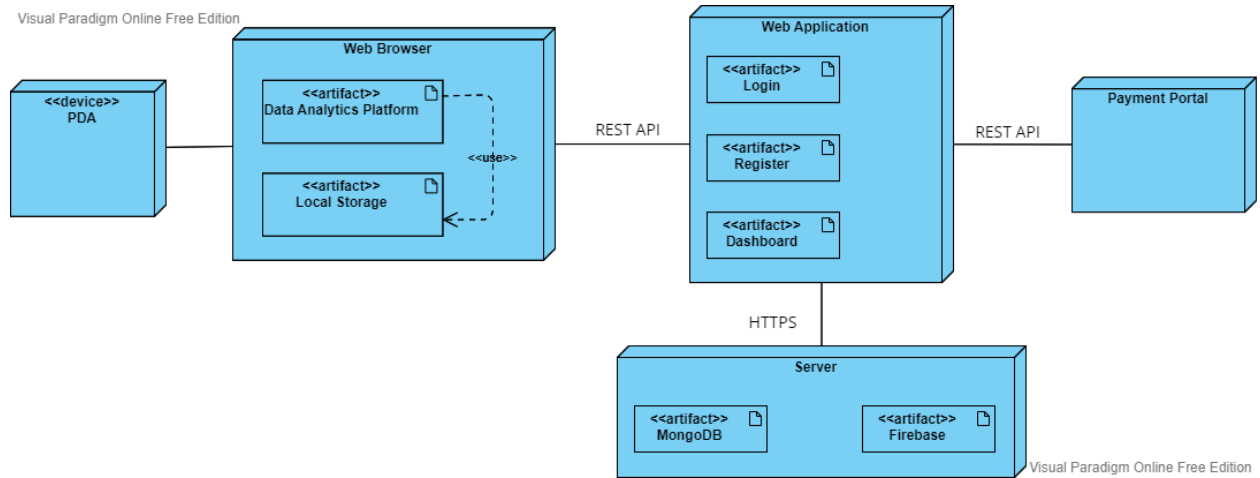 Visual Paradigm Online Free Edition
<<device>>
PDA
Web Browser
<<artifact>>
Data Analytics Platform
<<use>>
<<artifact>>
Local Storage
REST API
Web Application
<<artifact>>
Login
<<artifact>>
Register
<<artifact>>
Dashboard
REST API
Payment Portal
HTTPS
Server
<<artifact>>
MongoDB
<<artifact>>
Firebase
Visual Paradigm Online Free Edition